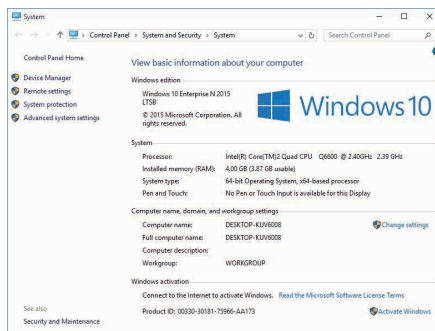 System
Control Panel > System and Security > System
Search Control Panel
Control Panel Home
Device Manager
Remote settings
System protection
Advanced system settings
See also
Security and Maintenance
View basic information about your computer
Windows edition
Windows 10 Enterprise N 2015
LTSB
© 2015 Microsoft Corporation. All
rights reserved.
Windows 10
System
Processor: Intel(R) Core(TM)2 Quad CPU Q6600 @ 2.40GHz 2.39 GHz
Installed memory (RAM): 4.00 GB (3.87 GB usable)
System type: 64-bit Operating System, x64-based processor
Pen and Touch: No Pen or Touch Input is available for this Display
Computer name, domain, and workgroup settings
Computer name: DESKTOP-KUV6008
Change settings
Full computer name: DESKTOP-KUV6008
Computer description:
Workgroup: WORKGROUP
Windows activation
Connect to the Internet to activate Windows. Read the Microsoft Software License Terms
Product ID: 00330-30181-75966-AA173
Activate Windows